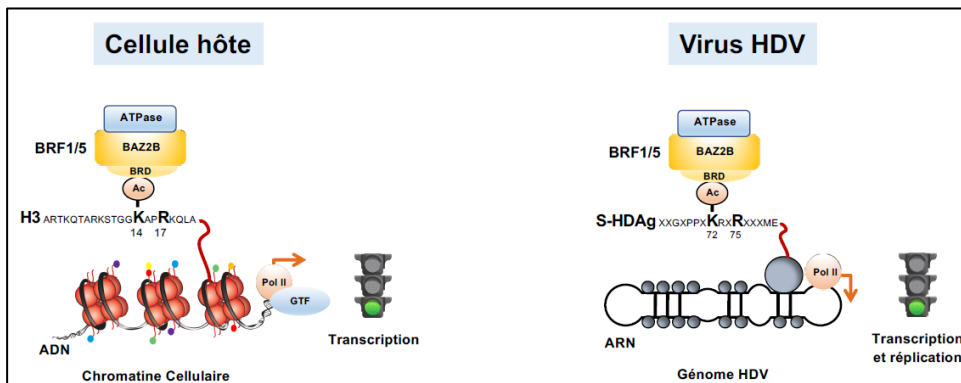 Cellule hôte
ATPase
BRF1/5
BAZ2B
BRD
Ac
H3 ARTKQTARKSTGGKAPRKQLA
14 17
Pol II
GTF
ADN
Transcription
Chromatine Cellulaire
Virus HDV
ATPase
BRF1/5
BAZ2B
BRD
Ac
S-HDAg XXGXPPXKRXRXXXME
72 75
Pol II
ARN
Transcription
et réplication
Génome HDV